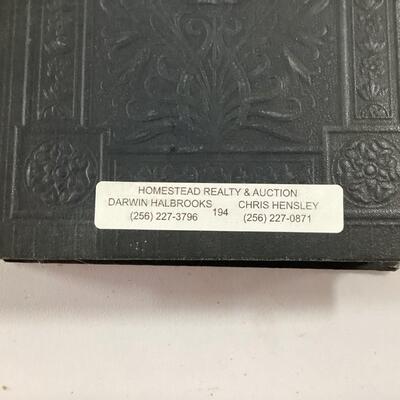 HOMESTEAD REALTY & AUCTION
DARWIN HALBROOKS 194 CHRIS HENSLEY
(256) 227-3796 (256) 227-0871